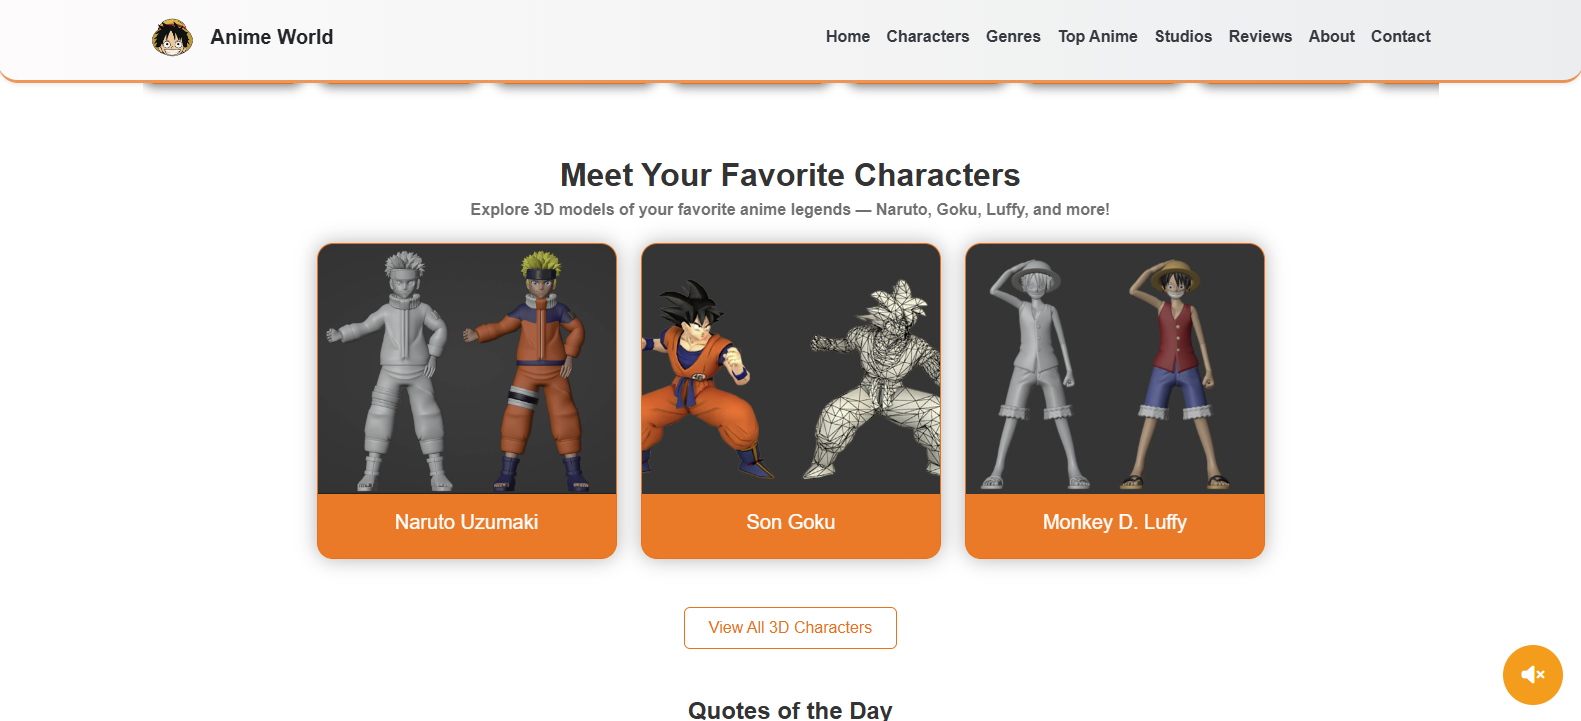 Anime World
Home Characters Genres Top Anime Studios Reviews About Contact
Meet Your Favorite Characters
Explore 3D models of your favorite anime legends — Naruto, Goku, Luffy, and more!
Naruto Uzumaki
Son Goku
Monkey D. Luffy
View All 3D Characters
Quotes of the Day